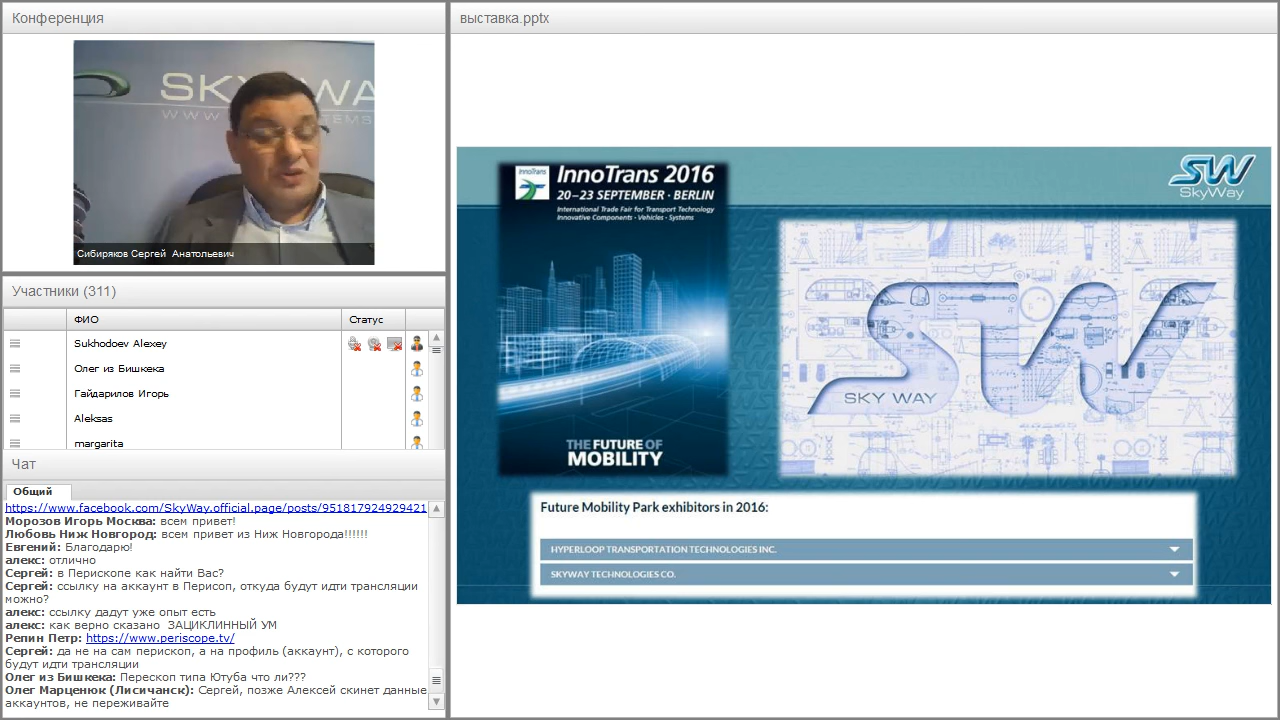 Конференция
SKYWA
WWW
Сибиряков Сергей Анатольевич
Участники (311)
ФИО
Статус
Sukhodoev Alexey
Олег из Бишкека
Гайдарилов Игорь
Aleksas
margarita
Чат
Общий
https://www.facebook.com/SkyWay.official.page/posts/951817924929421
Морозов Игорь Москва: всем привет!
Любовь Ниж Новгород: всем привет из Ниж Новгорода!!!!!!
Евгений: Благодарю!
алекс: отлично
Сергей: в Перископе как найти Вас?
Сергей: ссылку на аккаунт в Перисоп, откуда будут идти трансляции
можно?
алекс: ссылку дадут уже опыт есть
алекс: как верно сказано ЗАЦИКЛИННЫЙ УМ
Репин Петр: https://www.periscope.tv/
Сергей: да не на сам перископ, а на профиль (аккаунт), с которого
будут идти трансляции
Олег из Бишкека: Перескоп типа Ютуба что ли???
Олег Марценюк (Лисичанск): Сергей, позже Алексей скинет данные
аккаунтов, не переживайте
выставка.pptx
InnoTrans
InnoTrans 2016
20–23 SEPTEMBER · BERLIN
International Trade Fair for Transport Technology
Innovative Components · Vehicles · Systems
THE FUTURE OF
MOBILITY
SW
SkyWay
SW
SKY WAY
Future Mobility Park exhibitors in 2016:
HYPERLOOP TRANSPORTATION TECHNOLOGIES INC.
SKYWAY TECHNOLOGIES CO.